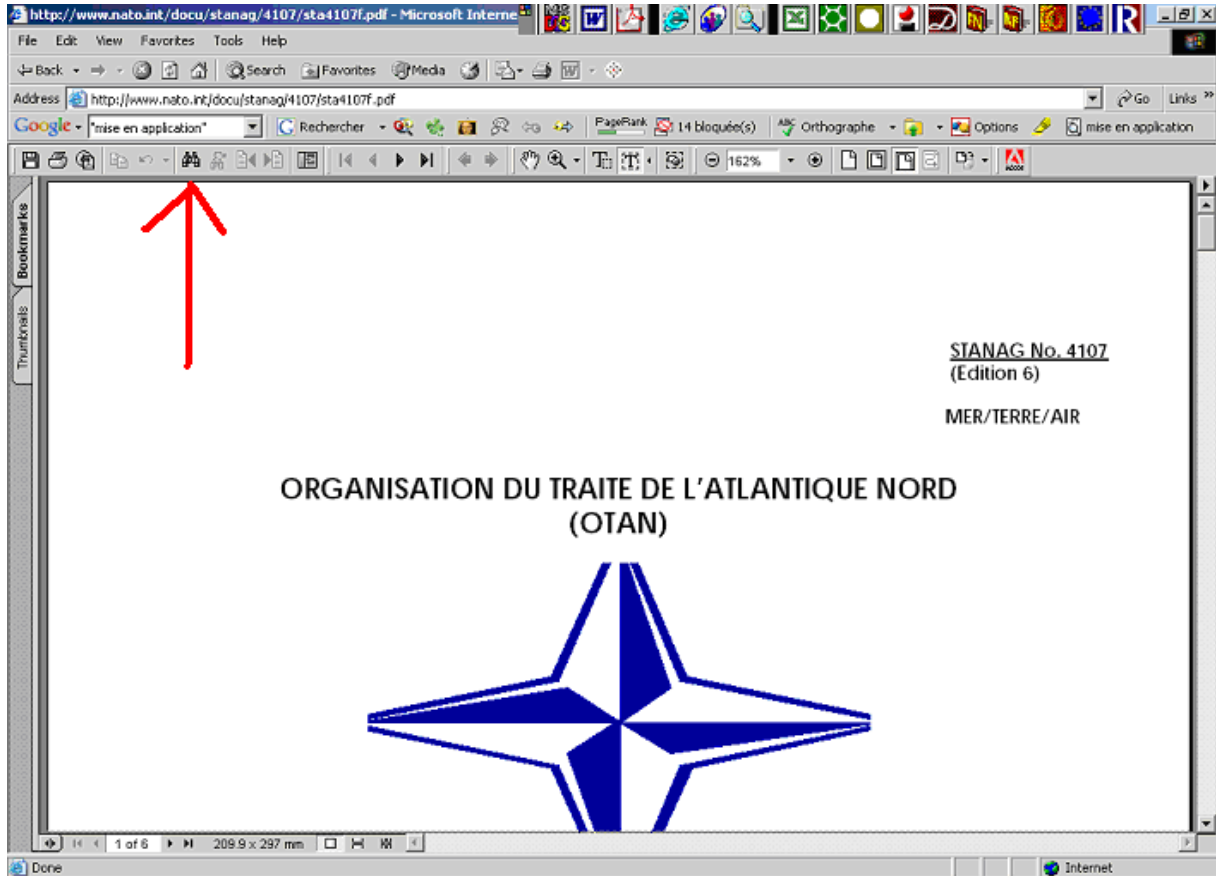 http://www.nato.int/docu/stanag/4107/sta4107f.pdf - Microsoft Interne
File Edit View Favorites Tools Help
Back Search Favorites Media
Address http://www.nato.int/docu/stanag/4107/sta4107f.pdf Go Links »
Google "mise en application" Rechercher PageRank 14 bloquée(s) ABC Orthographe Options mise en application
162%
Bookmarks
Thumbnails
STANAG No. 4107
(Edition 6)
MER/TERRE/AIR
ORGANISATION DU TRAITE DE L'ATLANTIQUE NORD
(OTAN)
1 of 6 209.9 x 297 mm
Done Internet